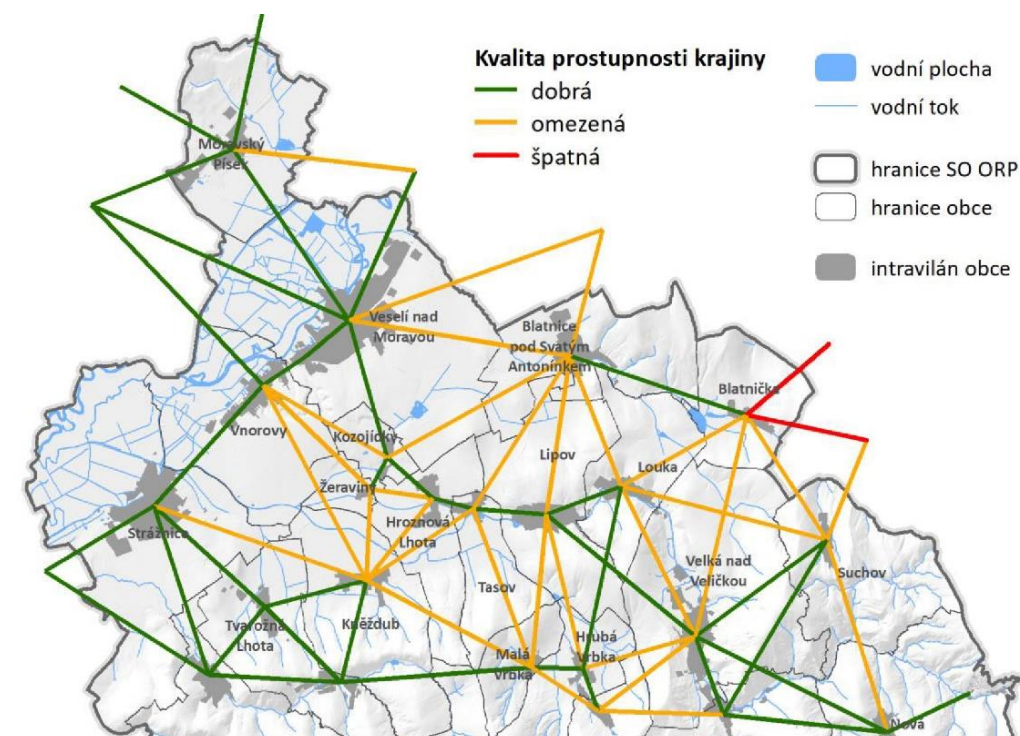 Kvalita prostupnosti krajiny
dobrá
omezená
špatná
vodní plocha
vodní tok
hranice SO ORP
hranice obce
intravilán obce
Moravský
Písek
Veselí nad
Moravou
Blatnice
pod Svatým
Antonínkem
Blatnička
Vnorovy
Kozojídky
Lipov
Louka
Žeraviny
Hroznová
Lhota
Strážnice
Tasov
Velká nad
Veličkou
Suchov
Tvarožná
Lhota
Kněždub
Malá
Vrbka
Hrubá
Vrbka
Nová